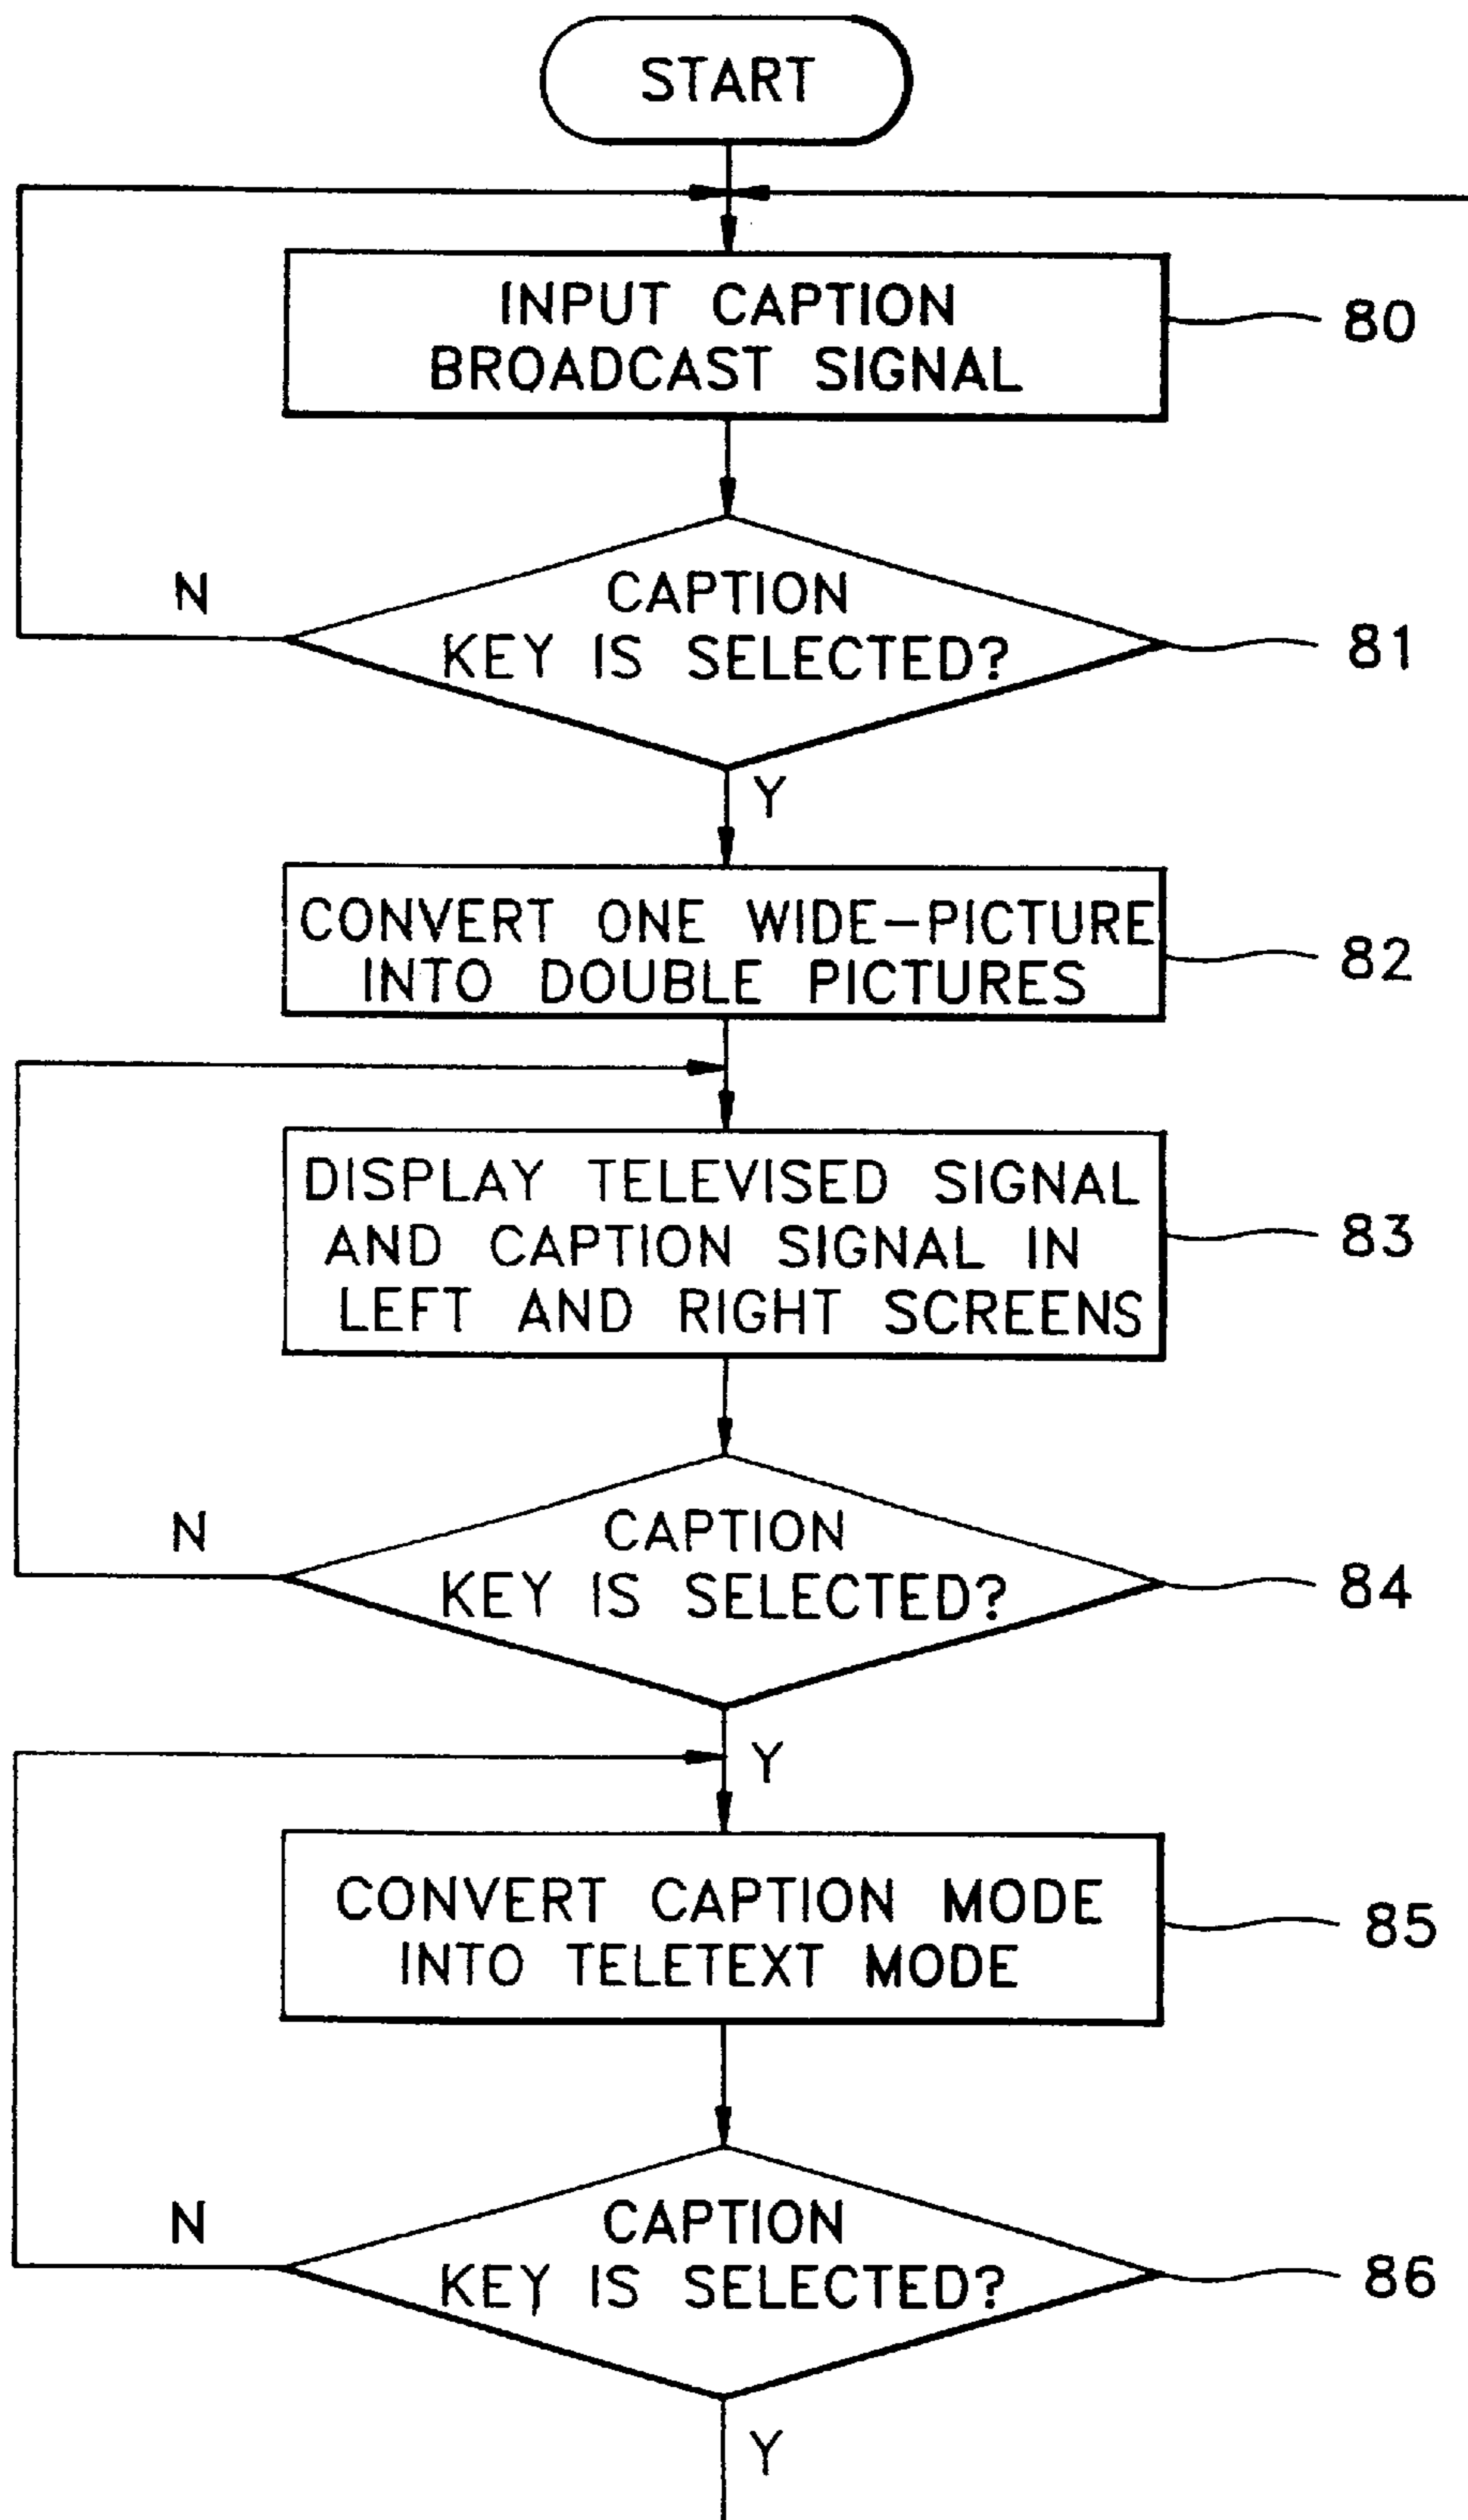 START
INPUT CAPTION
BROADCAST SIGNAL
80
N
CAPTION
KEY IS SELECTED?
81
Y
CONVERT ONE WIDE-PICTURE
INTO DOUBLE PICTURES
82
DISPLAY TELEVISED SIGNAL
AND CAPTION SIGNAL IN
LEFT AND RIGHT SCREENS
83
N
CAPTION
KEY IS SELECTED?
84
Y
CONVERT CAPTION MODE
INTO TELETEXT MODE
85
N
CAPTION
KEY IS SELECTED?
86
Y